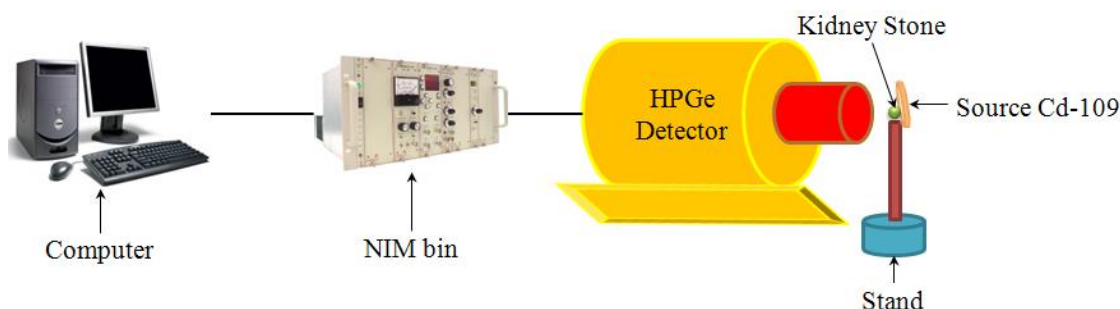 Kidney Stone
HPGe
Detector
Source Cd-109
Computer
NIM bin
Stand